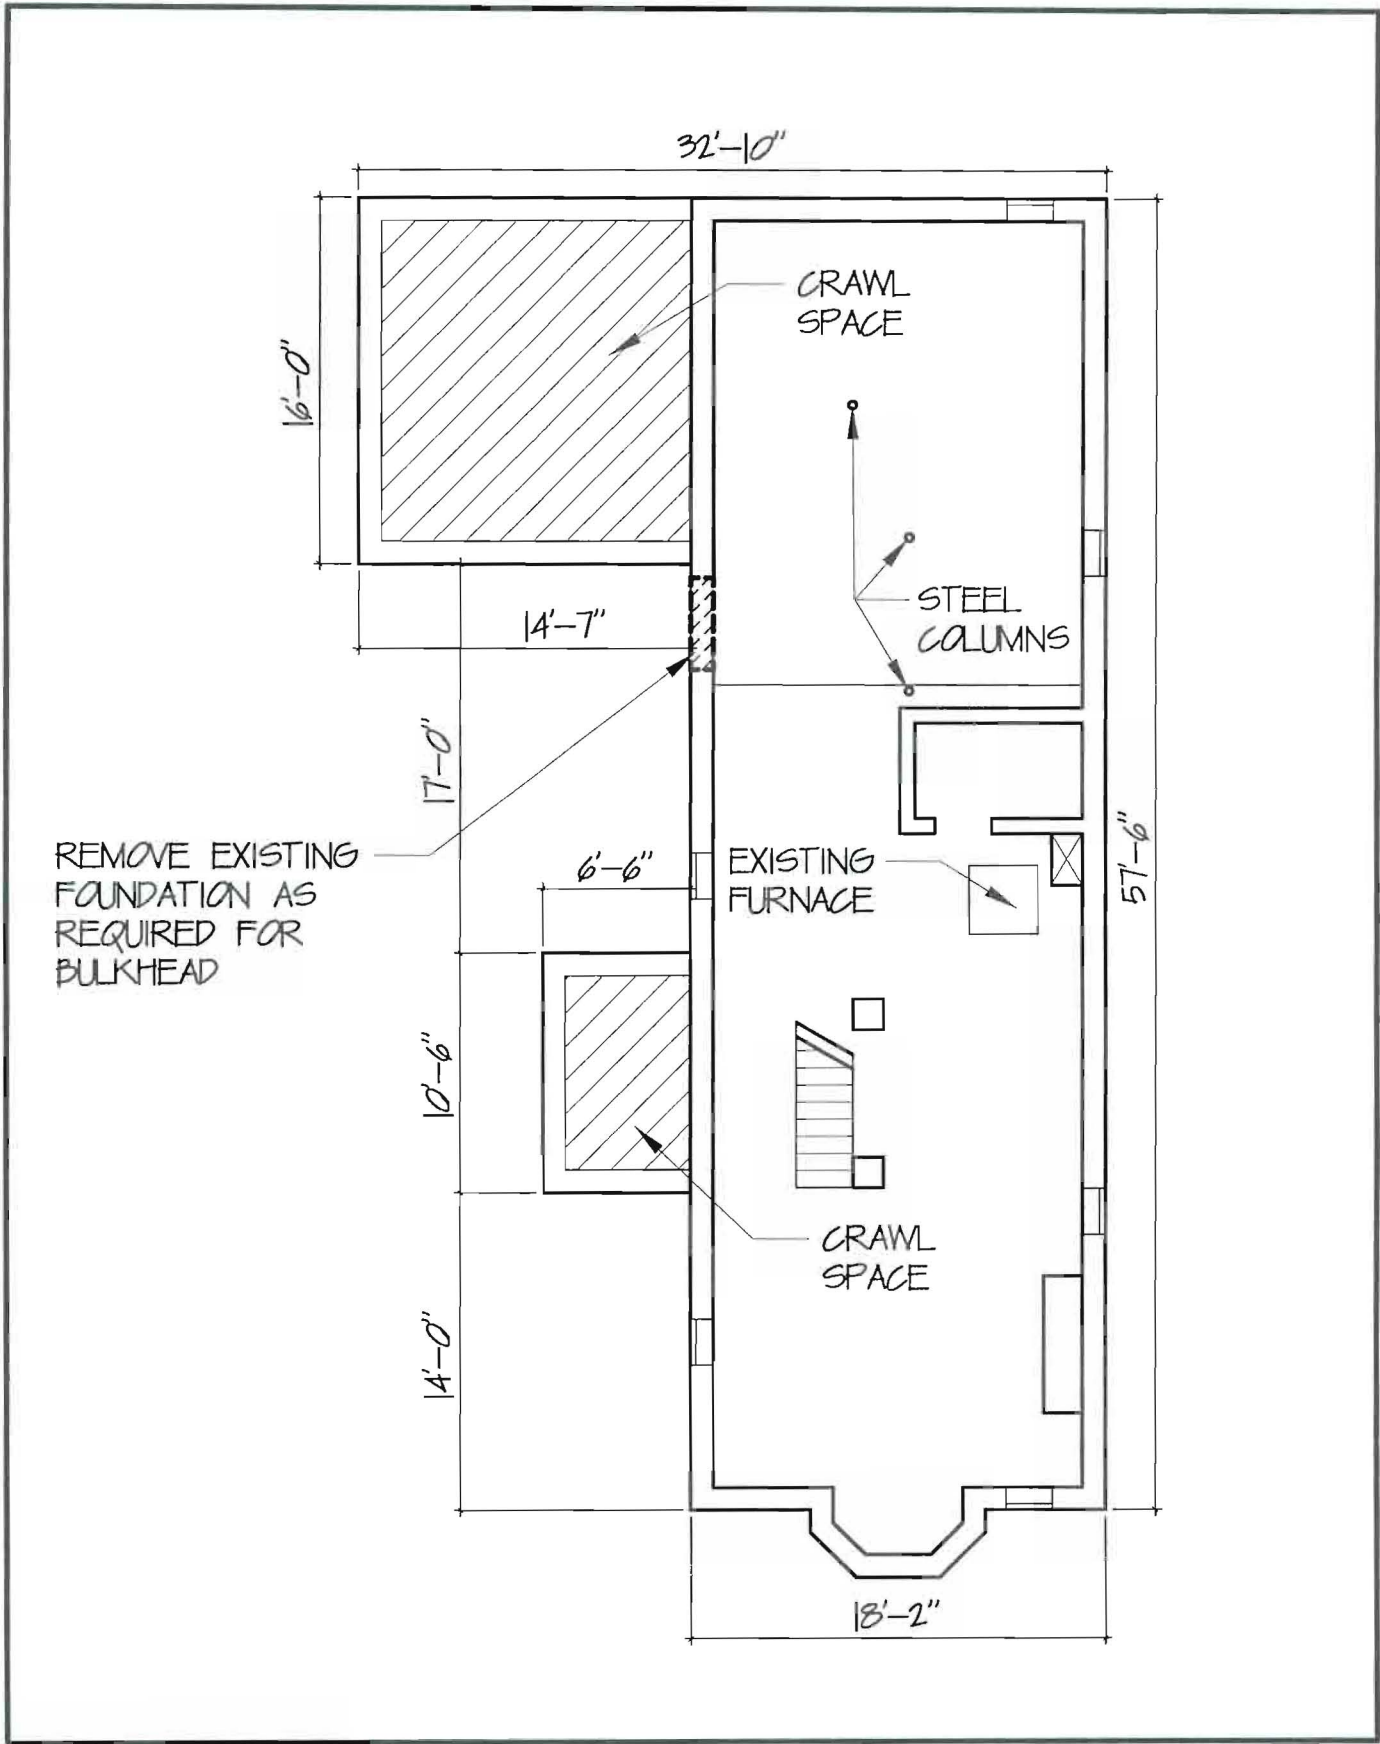 32'-10"
CRAWL
SPACE
16'-0"
STEEL
COLUMNS
14'-7"
17'-0"
REMOVE EXISTING
FOUNDATION AS
REQUIRED FOR
BULKHEAD
6'-6"
EXISTING
FURNACE
57'-6"
10'-6"
CRAWL
SPACE
14'-0"
18'-2"